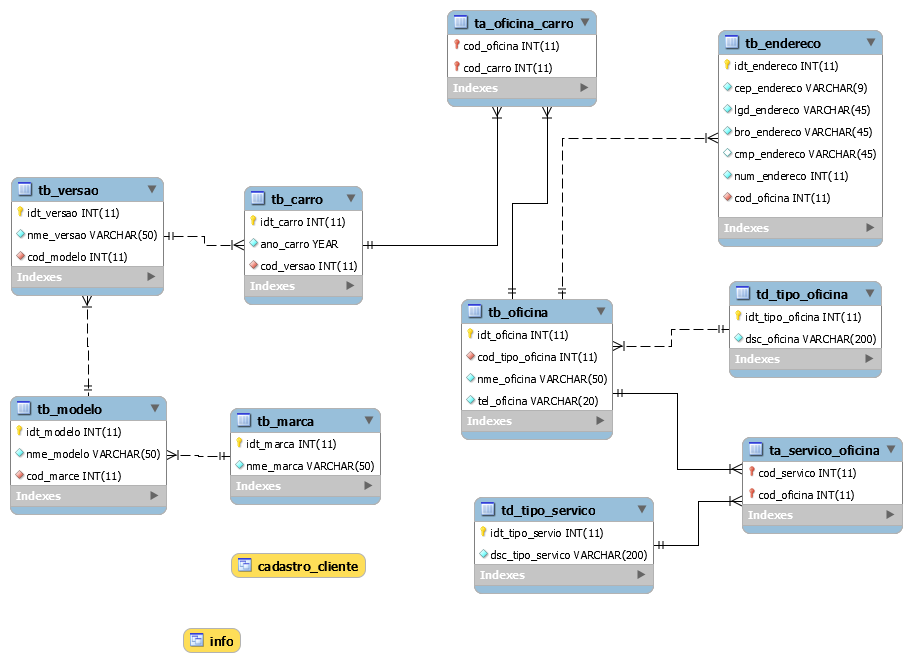 ta_oficina_carro
cod_oficina INT(11)
cod_carro INT(11)
Indexes
tb_endereco
idt_endereco INT(11)
cep_endereco VARCHAR(9)
lgd_endereco VARCHAR(45)
bro_endereco VARCHAR(45)
cmp_endereco VARCHAR(45)
num_endereco INT(11)
cod_oficina INT(11)
Indexes
tb_versao
idt_versao INT(11)
nme_versao VARCHAR(50)
cod_modelo INT(11)
Indexes
tb_carro
idt_carro INT(11)
ano_carro YEAR
cod_versao INT(11)
Indexes
tb_oficina
idt_oficina INT(11)
cod_tipo_oficina INT(11)
nme_oficina VARCHAR(50)
tel_oficina VARCHAR(20)
Indexes
td_tipo_oficina
idt_tipo_oficina INT(11)
dsc_oficina VARCHAR(200)
Indexes
tb_modelo
idt_modelo INT(11)
nme_modelo VARCHAR(50)
cod_marce INT(11)
Indexes
tb_marca
idt_marca INT(11)
nme_marca VARCHAR(50)
Indexes
ta_servico_oficina
cod_servico INT(11)
cod_oficina INT(11)
Indexes
td_tipo_servico
idt_tipo_servio INT(11)
dsc_tipo_servico VARCHAR(200)
Indexes
cadastro_cliente
info